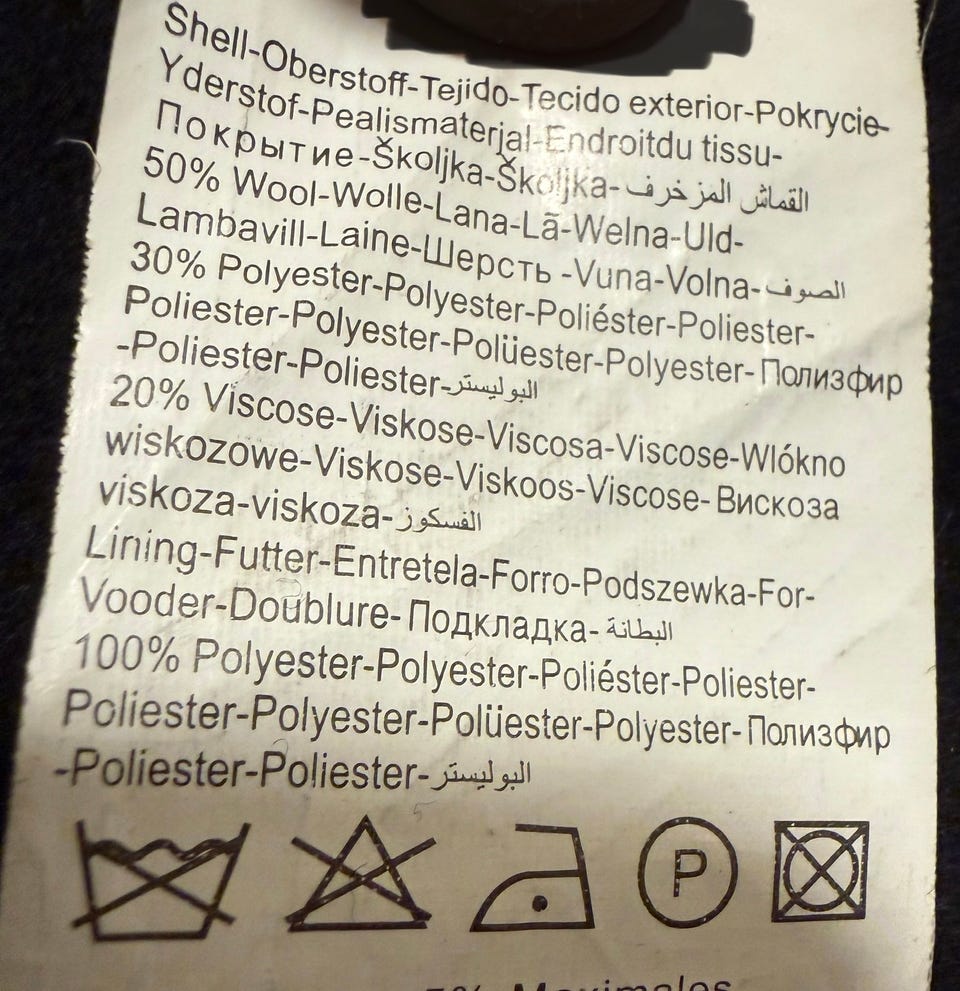 Shell-Oberstoff-Tejido-Tecido exterior-Pokrycie-
Yderstof-Pealismaterjal-Endroitdu tissu-
Покрытие-Školjka-Školjka-القماش المزخرف
50% Wool-Wolle-Lana-Lã-Welna-Uld-
Lambavill-Laine-Шерсть -Vuna-Volna-الصوف
30% Polyester-Polyester-Poliéster-Poliester-
Poliester-Polyester-Polüester-Polyester-Полизфир
-Poliester-Poliester-البوليستر
20% Viscose-Viskose-Viscosa-Viscose-Wlókno
wiskozowe-Viskose-Viskoos-Viscose-Вискоза
viskoza-viskoza-الفسكوز
Lining-Futter-Entretela-Forro-Podszewka-For-
Vooder-Doublure-Подкладка-البطانة
100% Polyester-Polyester-Poliéster-Poliester-
Poliester-Polyester-Polüester-Polyester-Полизфир
-Poliester-Poliester-البوليستر
P
5% Maximales